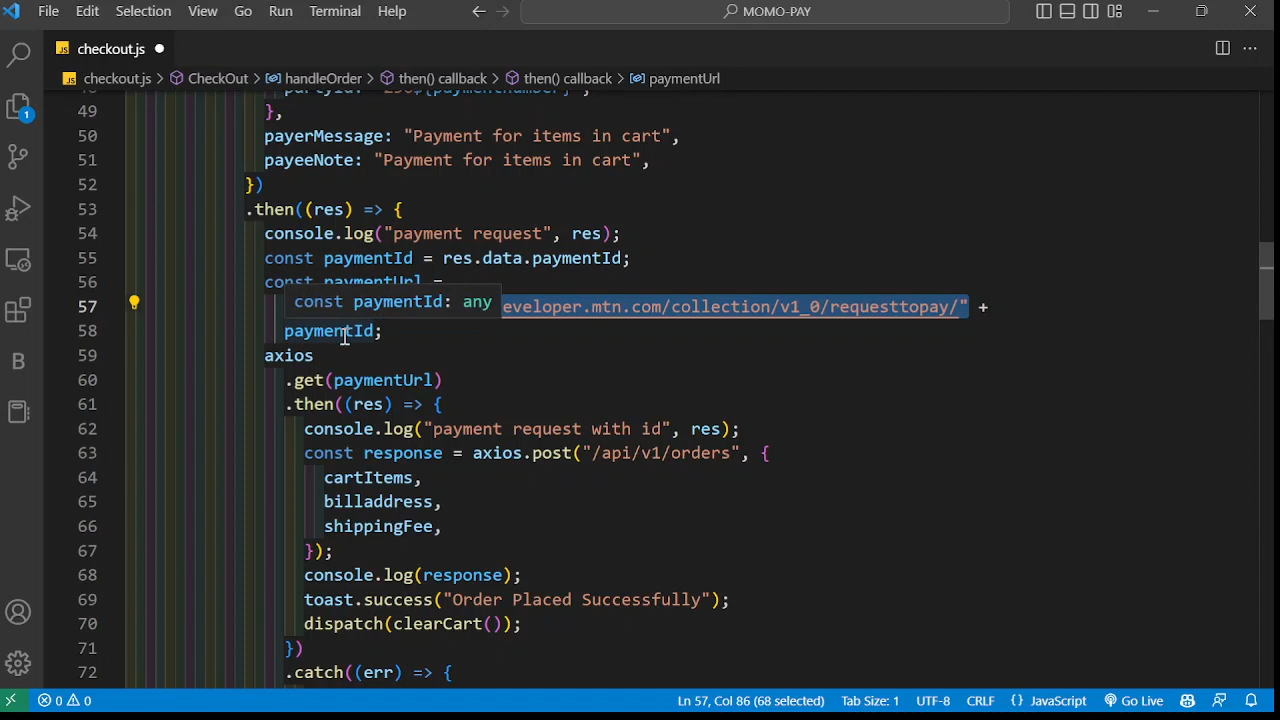 File Edit Selection View Go Run Terminal Help MOMO-PAY
checkout.js
checkout.js > CheckOut > handleOrder > then() callback > then() callback > paymentUrl
49 },
50 payerMessage: "Payment for items in cart",
51 payeeNote: "Payment for items in cart",
52 })
53 .then((res) => {
54 console.log("payment request", res);
55 const paymentId = res.data.paymentId;
56 const paymentUrl =
const paymentId: any
57 eveloper.mtn.com/collection/v1_0/requesttopay/" +
58 paymentId;
59 axios
60 .get(paymentUrl)
61 .then((res) => {
62 console.log("payment request with id", res);
63 const response = axios.post("/api/v1/orders", {
64 cartItems,
65 billaddress,
66 shippingFee,
67 });
68 console.log(response);
69 toast.success("Order Placed Successfully");
70 dispatch(clearCart());
71 })
72 .catch((err) => {
1
B
0 0 Ln 57, Col 86 (68 selected) Tab Size: 1 UTF-8 CRLF {} JavaScript Go Live